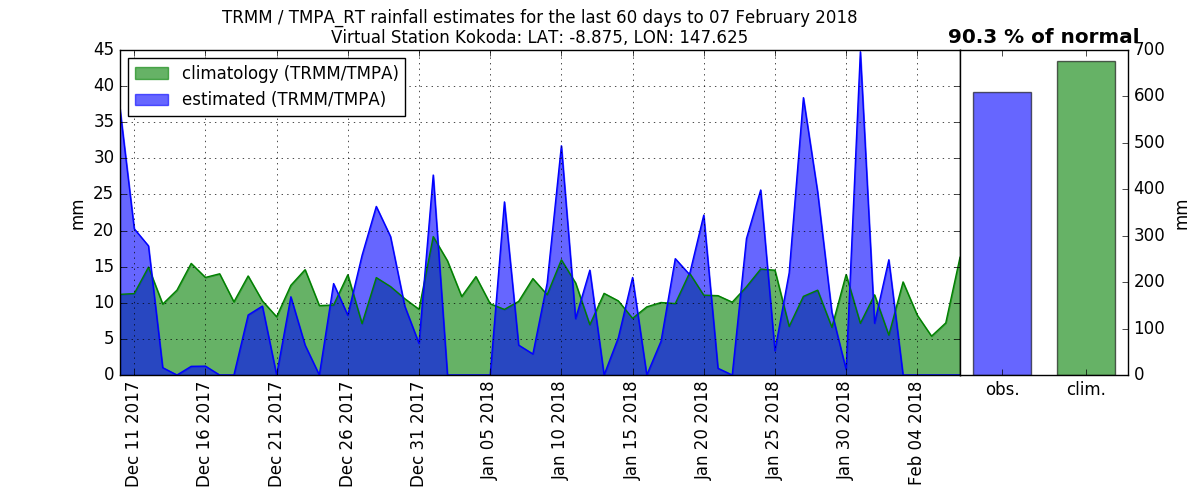 TRMM / TMPA_RT rainfall estimates for the last 60 days to 07 February 2018
Virtual Station Kokoda: LAT: -8.875, LON: 147.625
90.3 % of normal
climatology (TRMM/TMPA)
estimated (TRMM/TMPA)
45
40
35
30
25
20
15
10
5
0
mm
Dec 11 2017
Dec 16 2017
Dec 21 2017
Dec 26 2017
Dec 31 2017
Jan 05 2018
Jan 10 2018
Jan 15 2018
Jan 20 2018
Jan 25 2018
Jan 30 2018
Feb 04 2018
obs.
clim.
700
600
500
400
300
200
100
0
mm